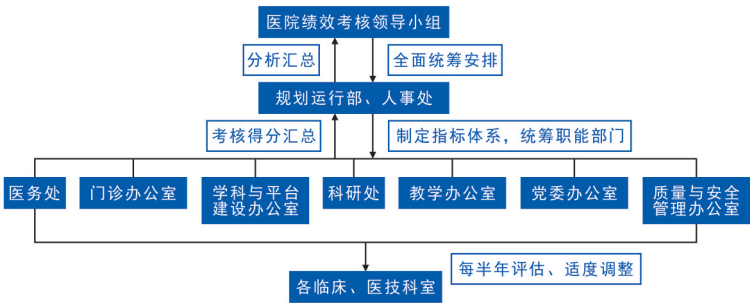 医院绩效考核领导小组
分析汇总
全面统筹安排
规划运行部、人事处
考核得分汇总
制定指标体系，统筹职能部门
医务处
门诊办公室
学科与平台
建设办公室
科研处
教学办公室
党委办公室
质量与安全
管理办公室
每半年评估、适度调整
各临床、医技科室